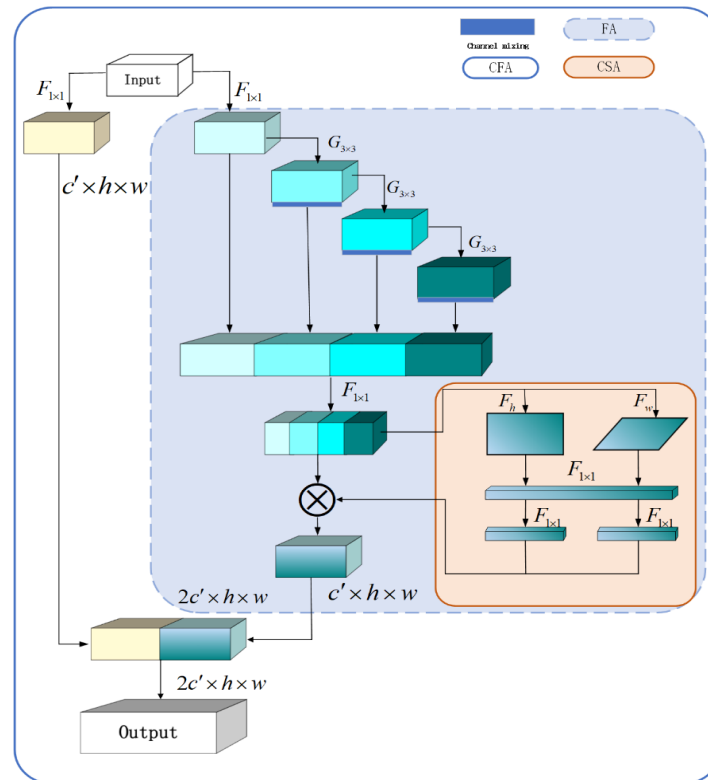 FA
Channel mizing
CFA
CSA
Input
F1×1
F1×1
G3×3
c′×h×w
G3×3
G3×3
F1×1
Fh
Fw
F1×1
F1×1
F1×1
2c′×h×w
c′×h×w
2c′×h×w
Output